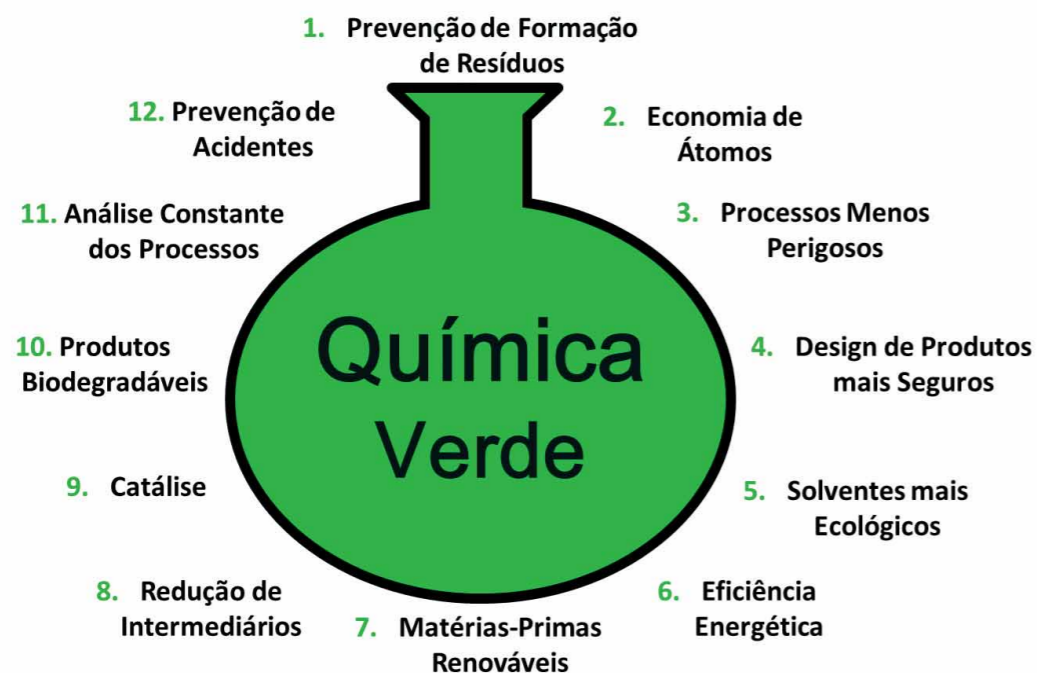 1. Prevenção de Formação
de Resíduos
2. Economia de
Átomos
3. Processos Menos
Perigosos
4. Design de Produtos
mais Seguros
5. Solventes mais
Ecológicos
6. Eficiência
Energética
7. Matérias-Primas
Renováveis
8. Redução de
Intermediários
9. Catálise
10. Produtos
Biodegradáveis
11. Análise Constante
dos Processos
12. Prevenção de
Acidentes
Química
Verde